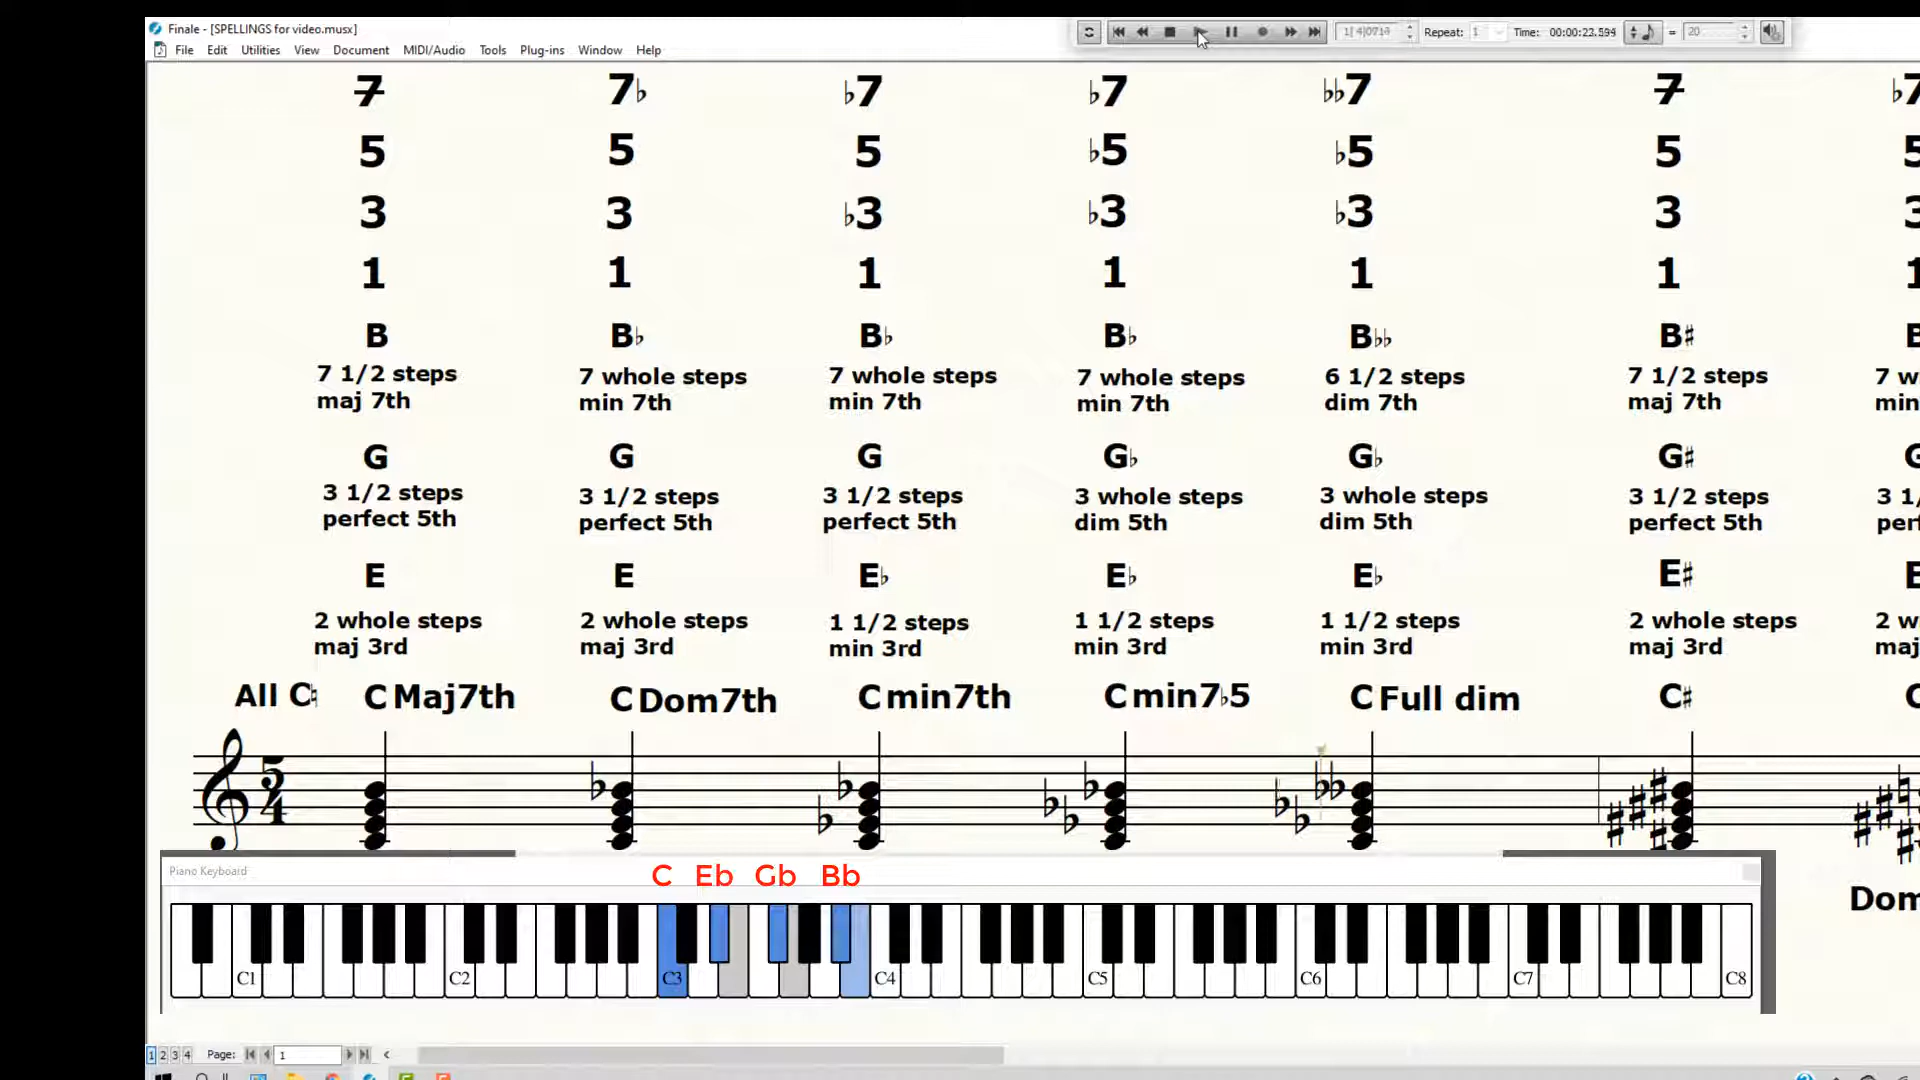 Finale - [SPELLINGS for video.musx]
File Edit Utilities View Document MIDI/Audio Tools Plug-ins Window Help
Repeat: 1 Time: 00:00:23.594 = 20
7 7♭ ♭7 ♭7 ♭♭7 7 ♭7
5 5 5 ♭5 ♭5 5 5
3 3 ♭3 ♭3 ♭3 3 3
1 1 1 1 1 1 1
B B♭ B♭ B♭ B♭♭ B♯ B
7 1/2 steps 7 whole steps 7 whole steps 7 whole steps 6 1/2 steps 7 1/2 steps 7 w
maj 7th min 7th min 7th min 7th dim 7th maj 7th min
G G G G♭ G♭ G♯ G
3 1/2 steps 3 1/2 steps 3 1/2 steps 3 whole steps 3 whole steps 3 1/2 steps 3 1/
perfect 5th perfect 5th perfect 5th dim 5th dim 5th perfect 5th perf
E E E♭ E♭ E♭ E♯ E
2 whole steps 2 whole steps 1 1/2 steps 1 1/2 steps 1 1/2 steps 2 whole steps 2 w
maj 3rd maj 3rd min 3rd min 3rd min 3rd maj 3rd maj
All C♮ C Maj7th C Dom7th C min7th C min7♭5 C Full dim C♯ C
5
4
Piano Keyboard C Eb Gb Bb
Dom
C1 C2 C3 C4 C5 C6 C7 C8
1 2 3 4 Page: 1